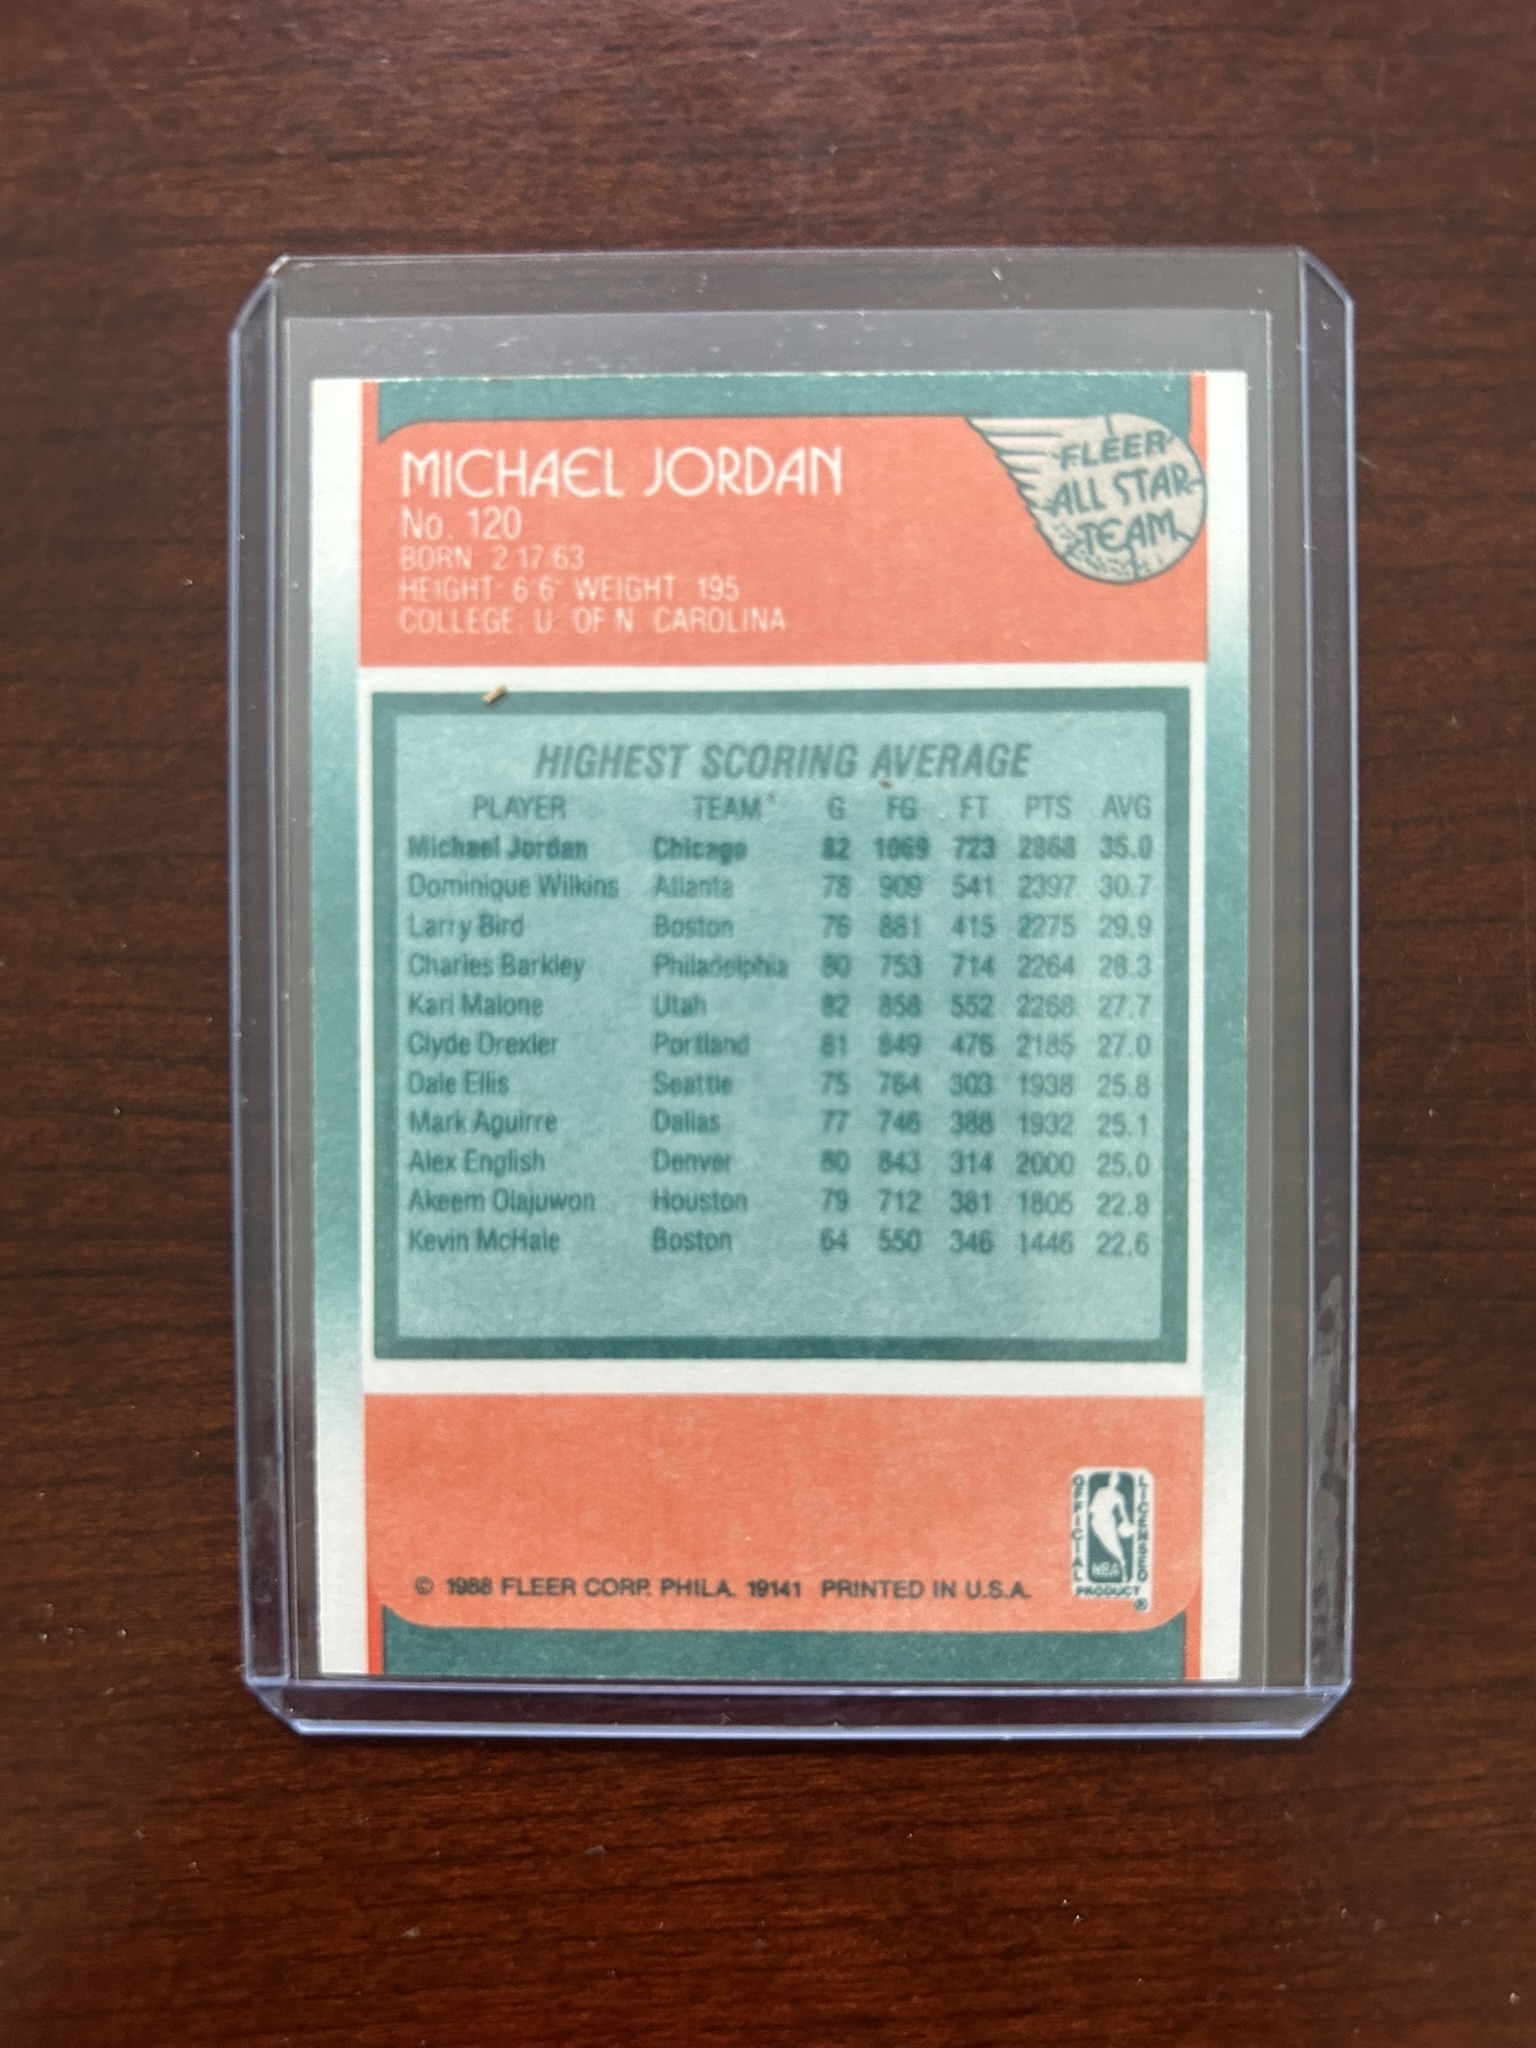 MICHAEL JORDAN
No. 120
BORN 2 17 63
HEIGHT 6'6" WEIGHT 195
COLLEGE U. OF N. CAROLINA
FLEER
ALL STAR
TEAM
HIGHEST SCORING AVERAGE
PLAYER TEAM G FG FT PTS AVG
Michael Jordan Chicago 82 1069 723 2868 35.0
Dominique Wilkins Atlanta 78 909 541 2397 30.7
Larry Bird Boston 76 881 415 2275 29.9
Charles Barkley Philadelphia 80 753 714 2264 28.3
Karl Malone Utah 82 858 552 2268 27.7
Clyde Drexler Portland 81 849 476 2185 27.0
Dale Ellis Seattle 75 764 303 1938 25.8
Mark Aguirre Dallas 77 746 388 1932 25.1
Alex English Denver 80 843 314 2000 25.0
Akeem Olajuwon Houston 79 712 381 1805 22.8
Kevin McHale Boston 64 550 346 1446 22.6
© 1988 FLEER CORP. PHILA. 19141 PRINTED IN U.S.A.
OFFICIAL
LICENSED
NBA
PRODUCT
®